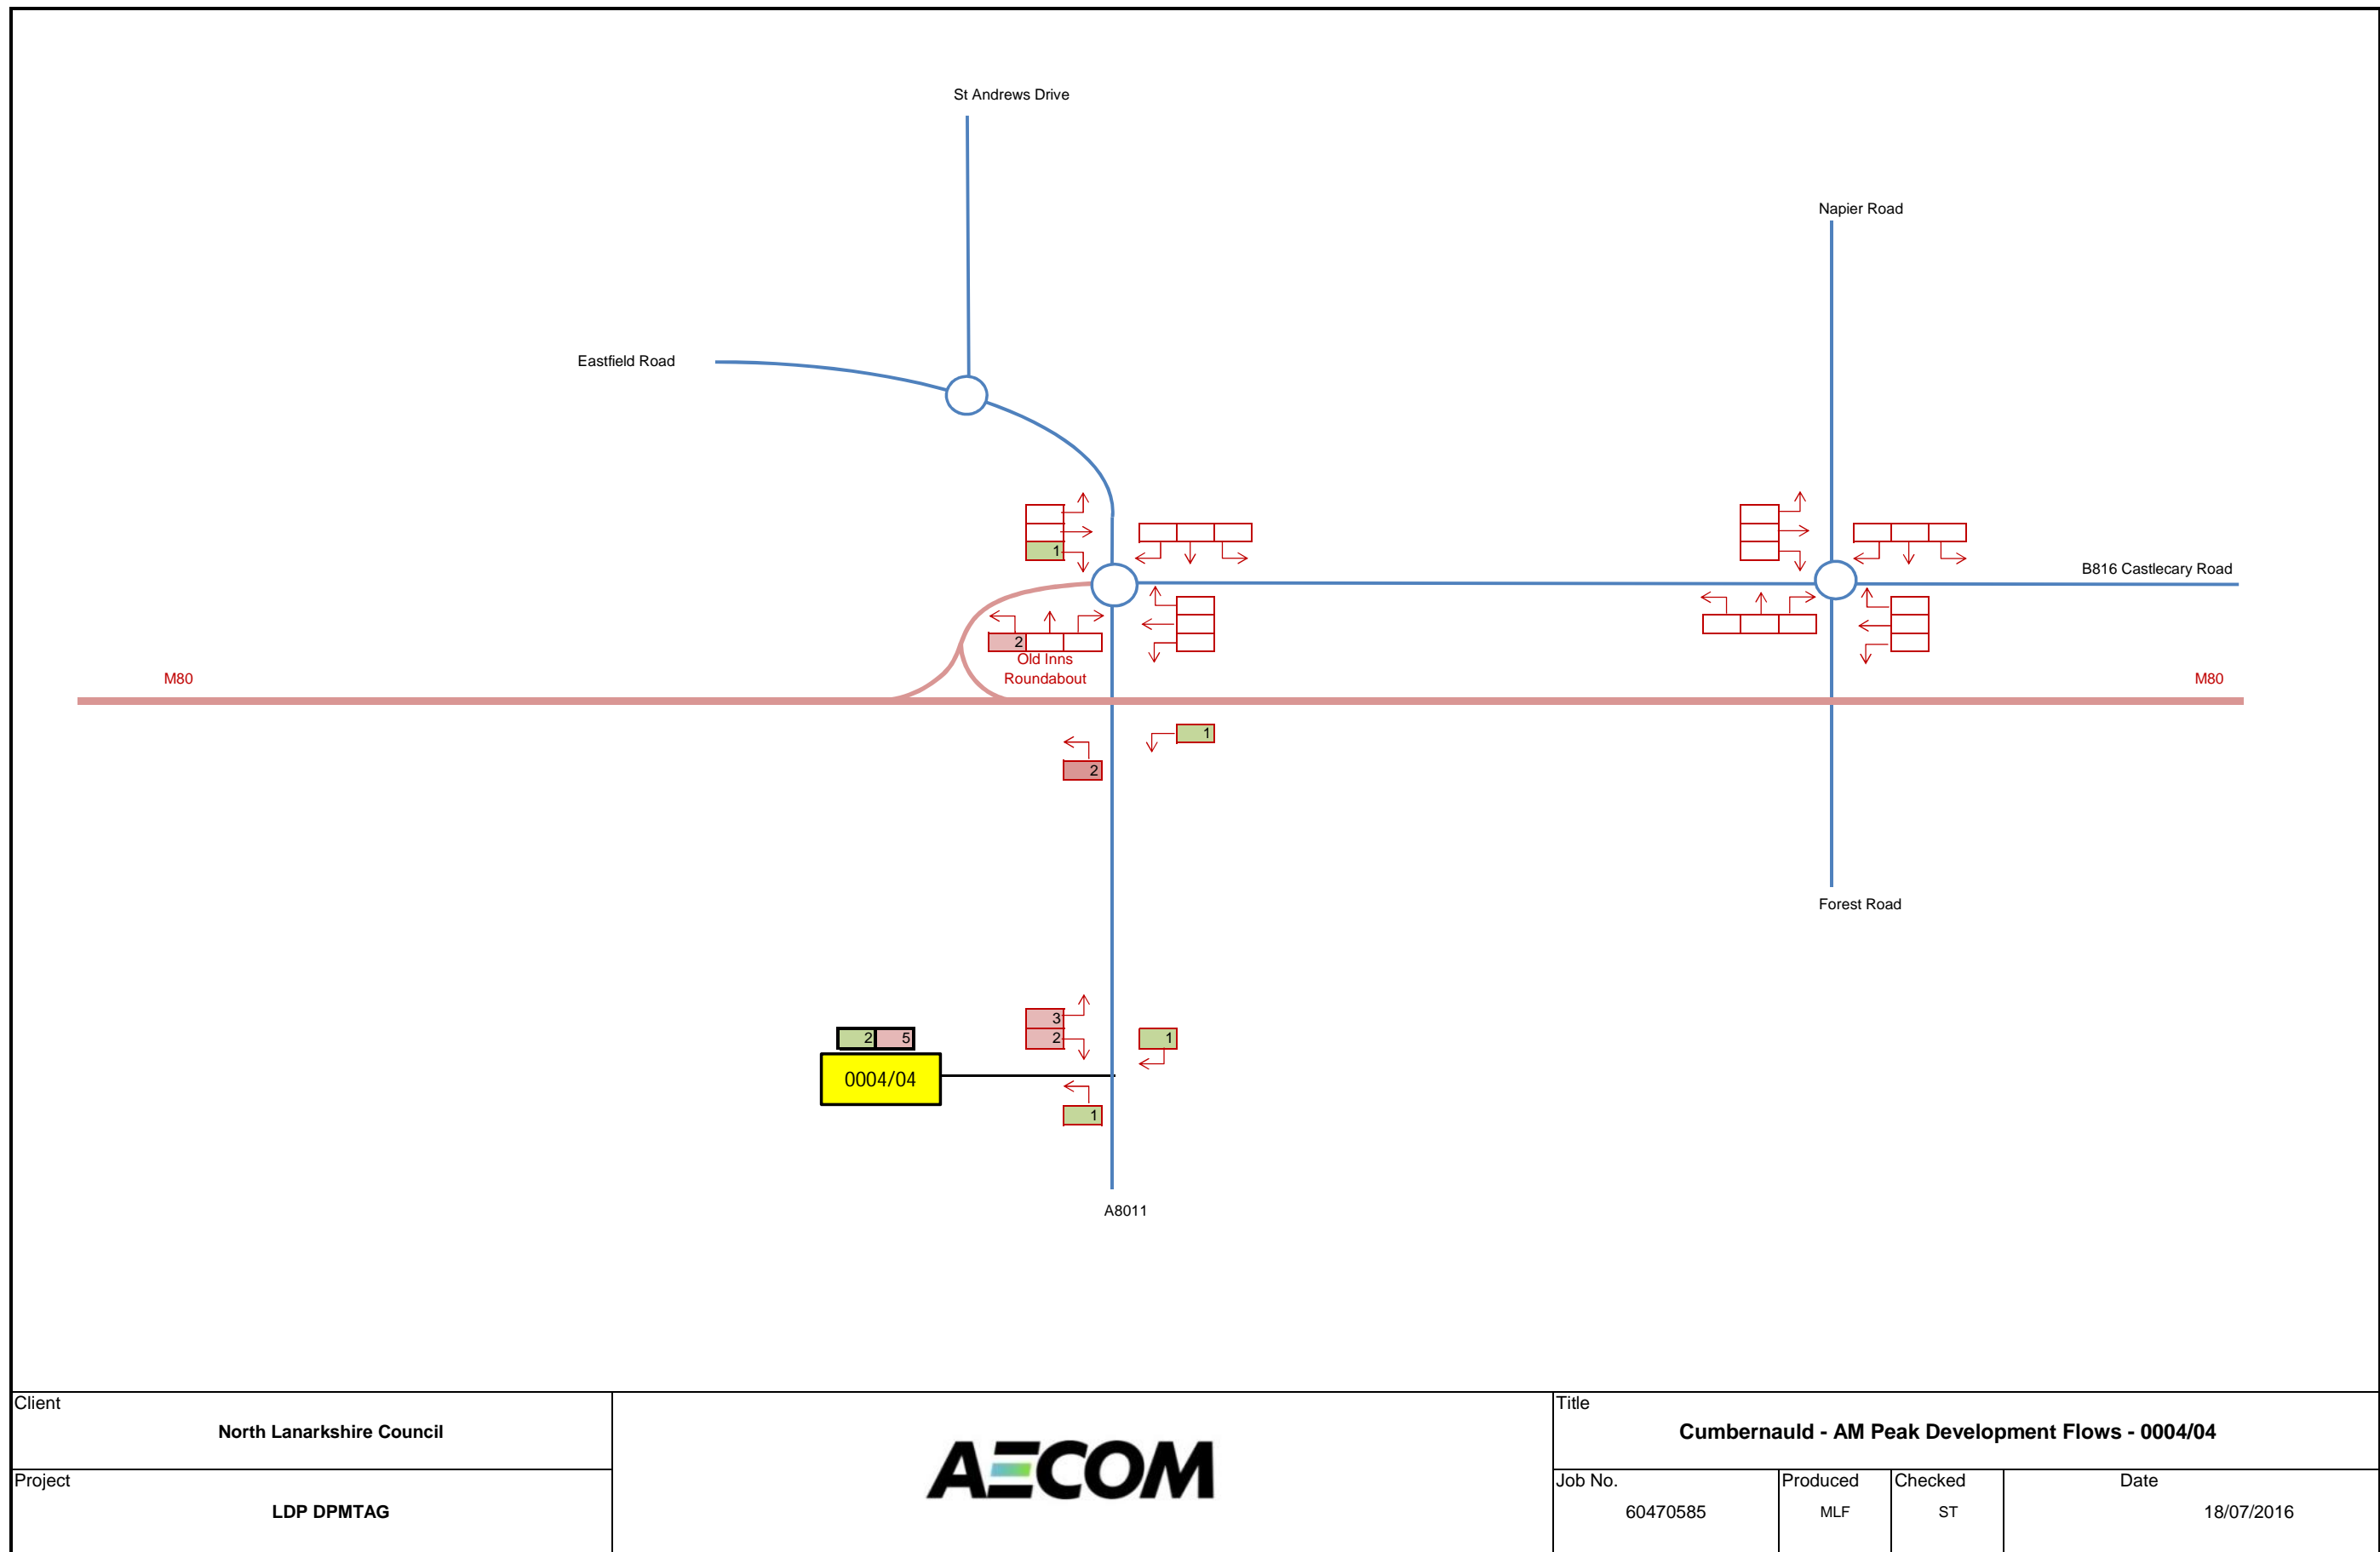 St Andrews Drive
Napier Road
Eastfield Road
1
B816 Castlecary Road
2
Old Inns
Roundabout
M80
M80
1
2
Forest Road
3
2 5
2
1
0004/04
1
A8011
Client
North Lanarkshire Council
Project
LDP DPMTAG
AECOM
Title
Cumbernauld - AM Peak Development Flows - 0004/04
Job No.
60470585
Produced
MLF
Checked
ST
Date
18/07/2016